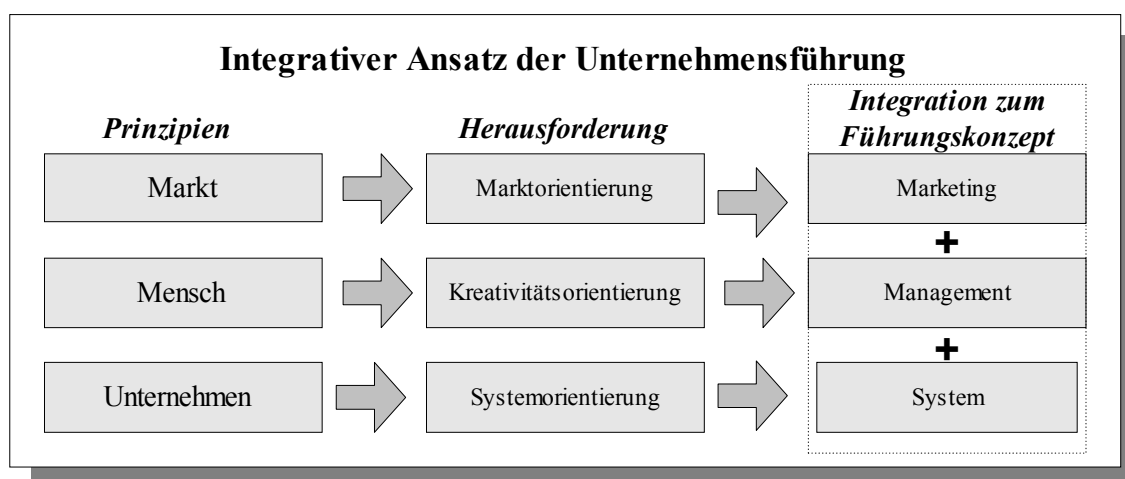 Integrativer Ansatz der Unternehmensführung
Prinzipien
Herausforderung
Integration zum
Führungskonzept
Markt
Marktorientierung
Marketing
+
Mensch
Kreativitätsorientierung
Management
+
Unternehmen
Systemorientierung
System